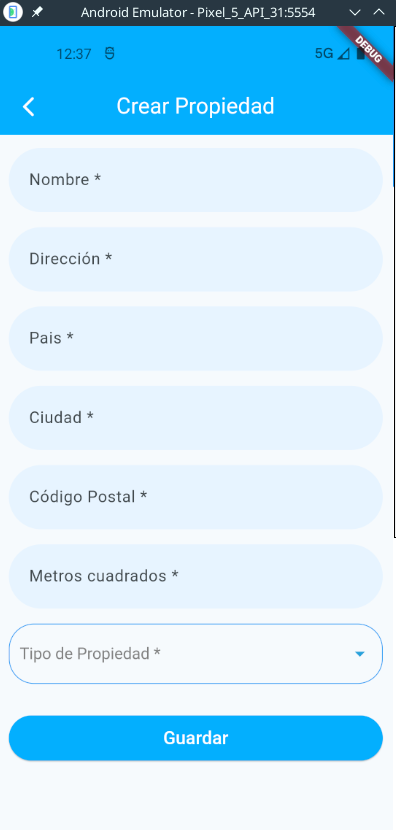 Android Emulator - Pixel_5_API_31:5554
12:37 5G
DEBUG
Crear Propiedad
Nombre *
Dirección *
Pais *
Ciudad *
Código Postal *
Metros cuadrados *
Tipo de Propiedad *
Guardar